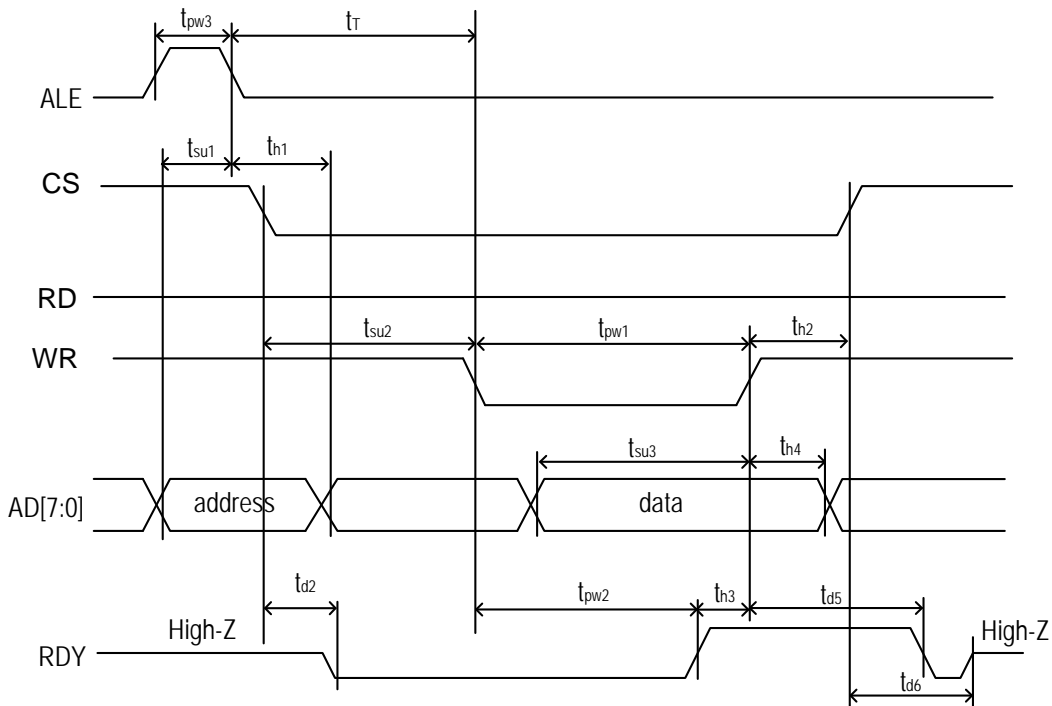 tpw3 tT
ALE
tsu1 th1
CS
RD
tsu2 tpw1 th2
WR
tsu3 th4
AD[7:0] address data
td2 tpw2 th3 td5
High-Z High-Z
RDY
td6